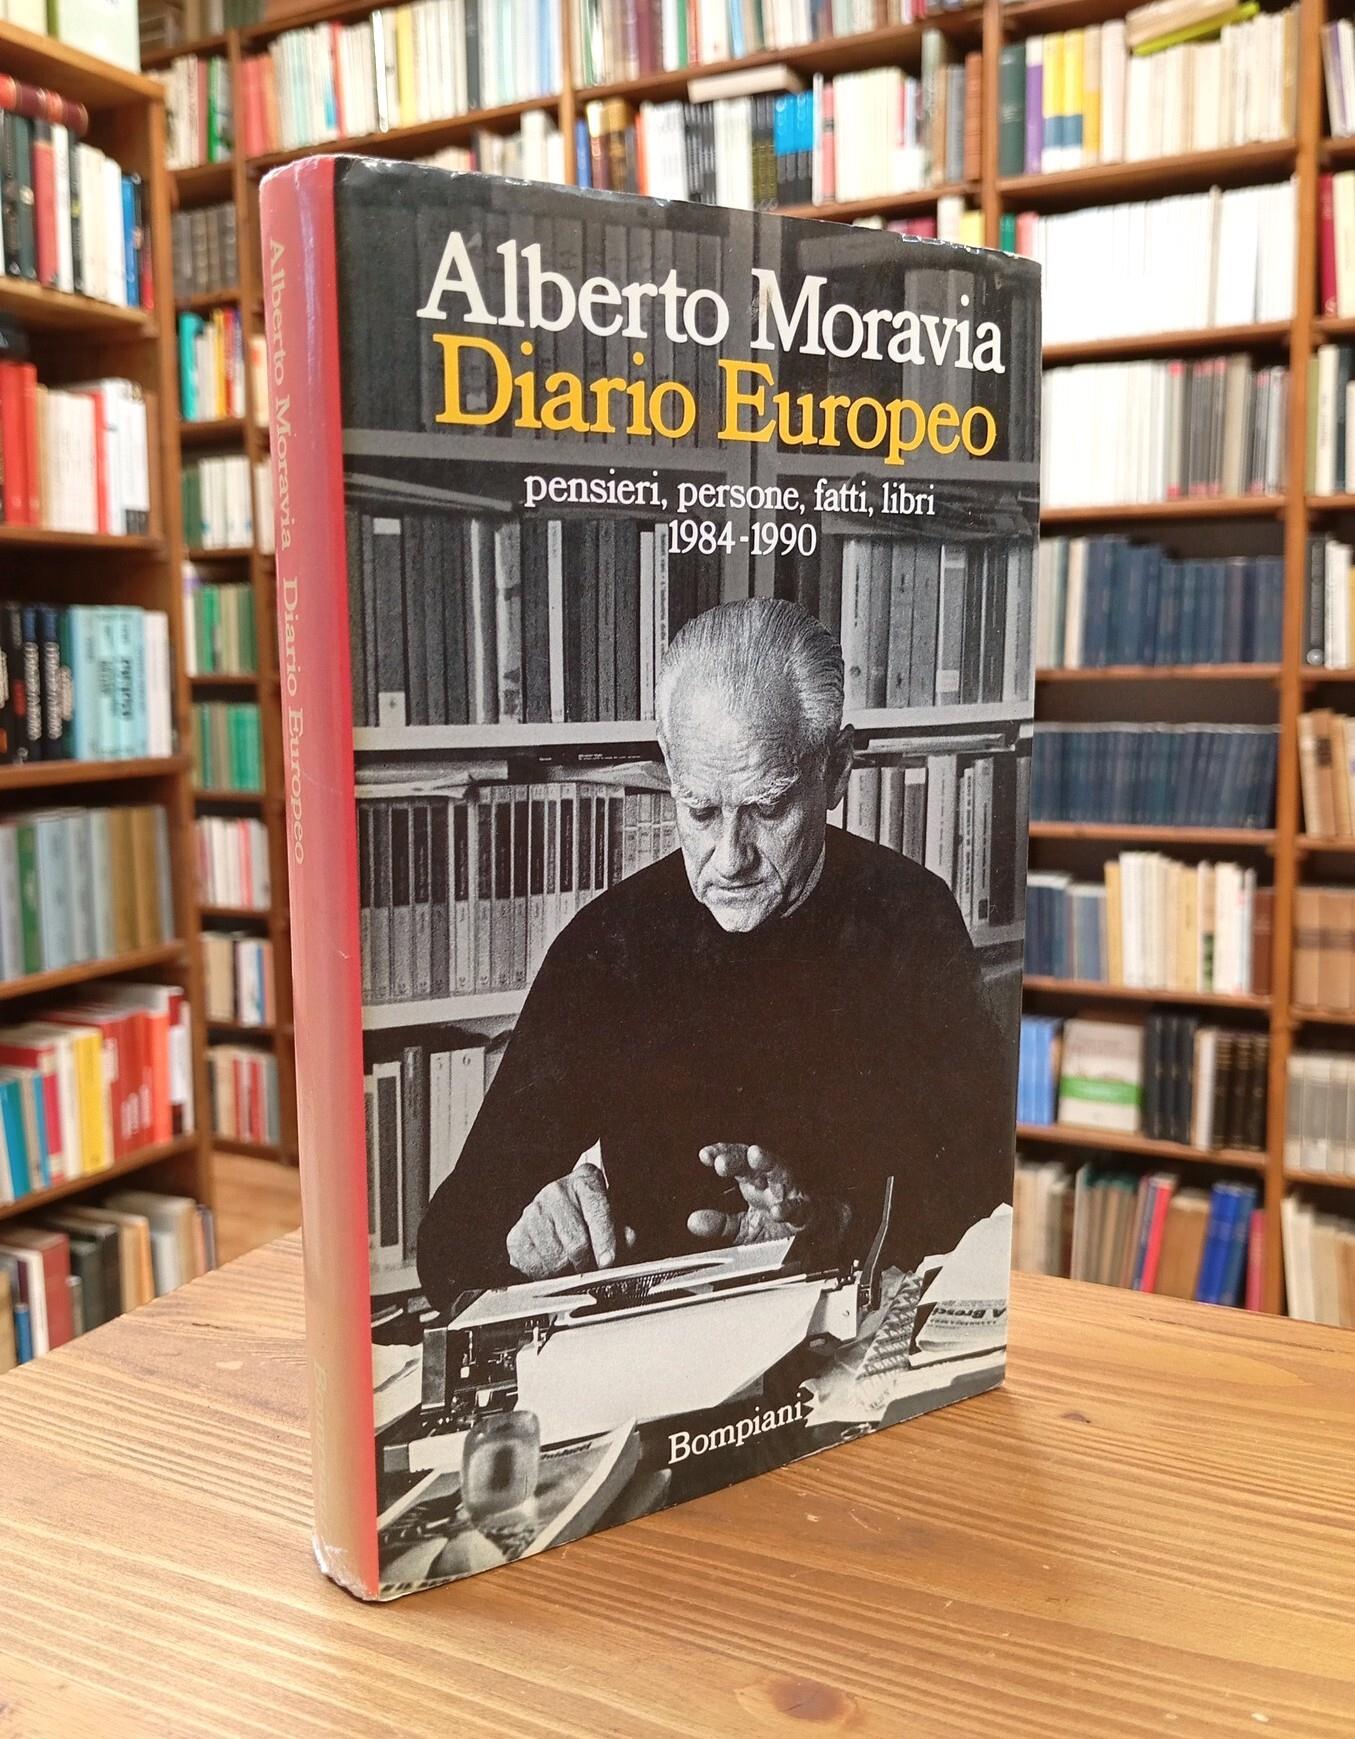 Alberto Moravia
Diario Europeo
pensieri, persone, fatti, libri
1984-1990
Bompiani
Alberto Moravia Diario Europeo